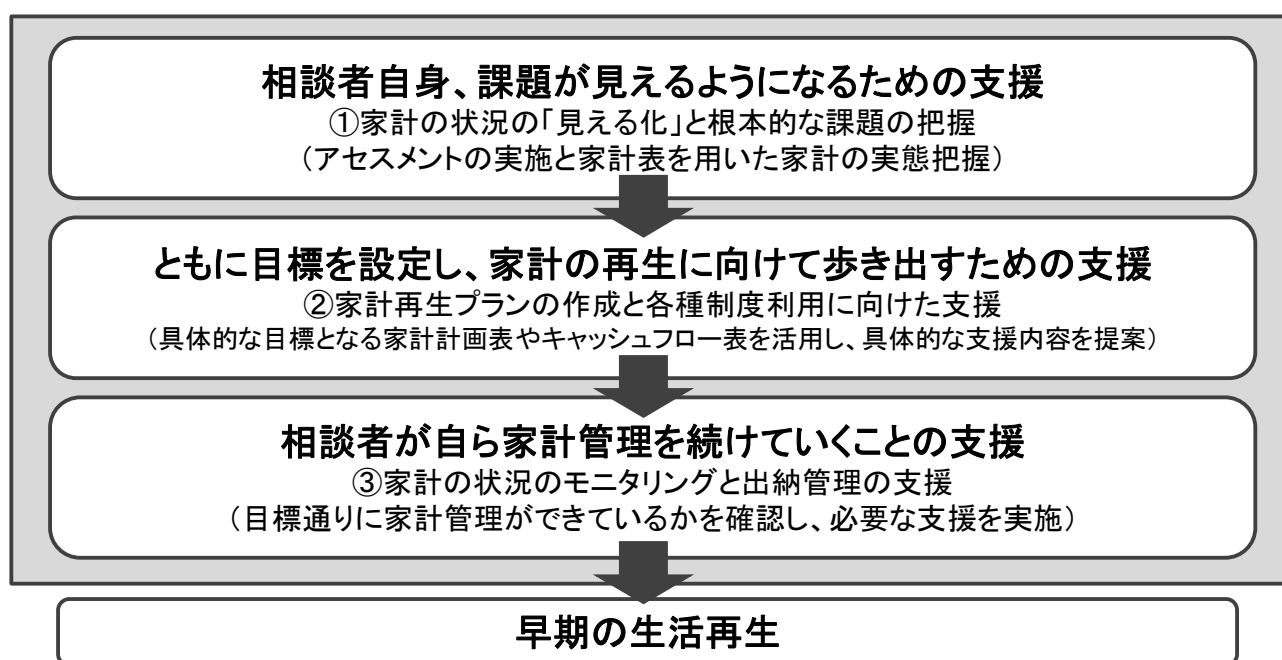 相談者自身、課題が見えるようになるための支援
①家計の状況の「見える化」と根本的な課題の把握
（アセスメントの実施と家計表を用いた家計の実態把握）
ともに目標を設定し、家計の再生に向けて歩き出すための支援
②家計再生プランの作成と各種制度利用に向けた支援
（具体的な目標となる家計計画表やキャッシュフロー表を活用し、具体的な支援内容を提案）
相談者が自ら家計管理を続けていくことの支援
③家計の状況のモニタリングと出納管理の支援
（目標通りに家計管理ができているかを確認し、必要な支援を実施）
早期の生活再生